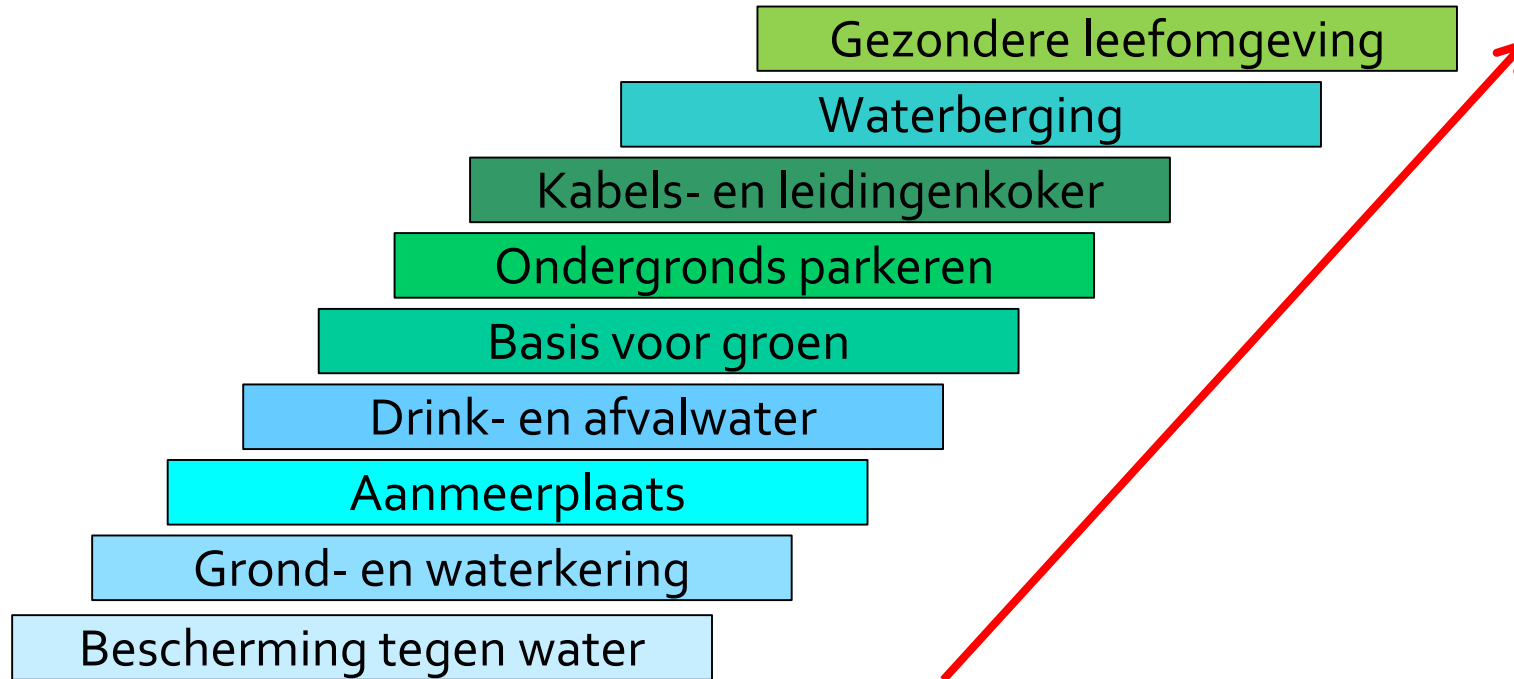 Gezondere leefomgeving
Waterberging
Kabels- en leidingenkoker
Ondergronds parkeren
Basis voor groen
Drink- en afvalwater
Aanmeerplaats
Grond- en waterkering
Bescherming tegen water